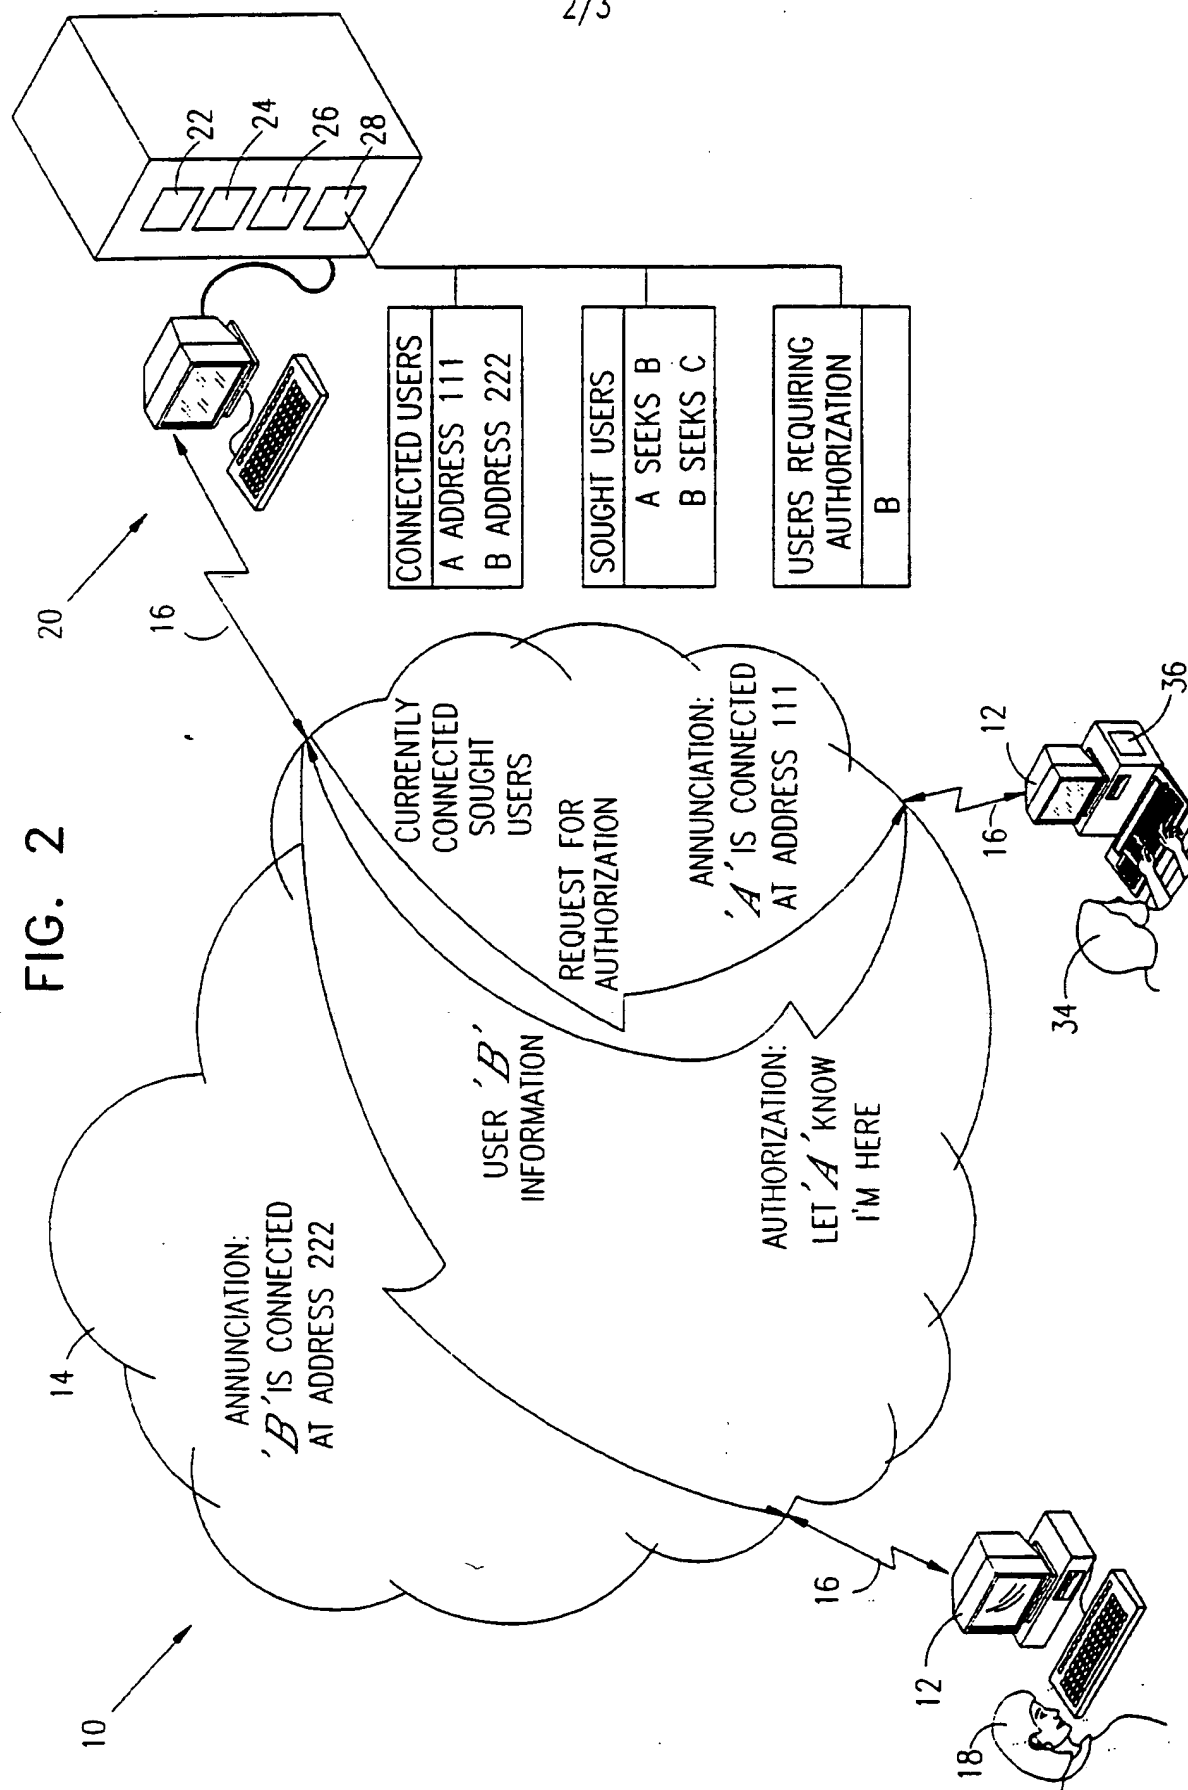 2/3
FIG. 2
10
14
ANNUNCIATION:
'B' IS CONNECTED
AT ADDRESS 222
USER 'B'
INFORMATION
CURRENTLY
CONNECTED
SOUGHT
USERS
REQUEST FOR
AUTHORIZATION
ANNUNCIATION:
'A' IS CONNECTED
AT ADDRESS 111
AUTHORIZATION:
LET 'A' KNOW
I'M HERE
20
16
22
24
26
28
CONNECTED USERS
A ADDRESS 111
B ADDRESS 222
SOUGHT USERS
A SEEKS B
B SEEKS C
USERS REQUIRING
AUTHORIZATION
B
16
12
18
16
12
36
34